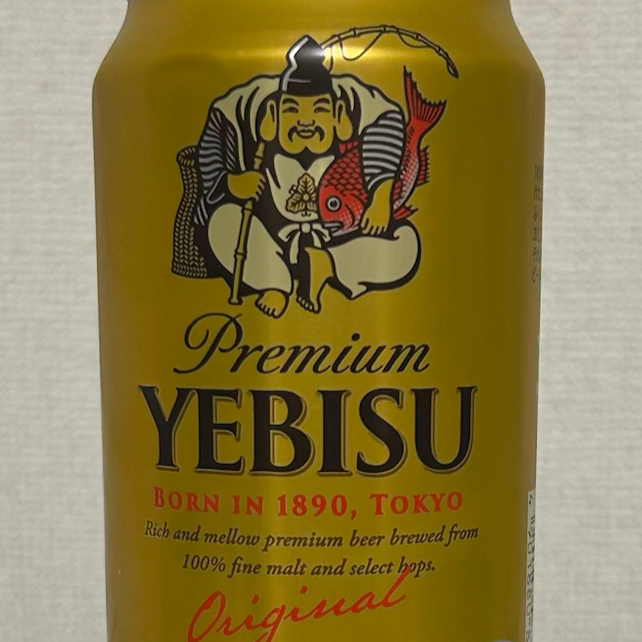 Premium
YEBISU
BORN IN 1890, TOKYO
Rich and mellow premium beer brewed from
100% fine malt and select hops.
Original